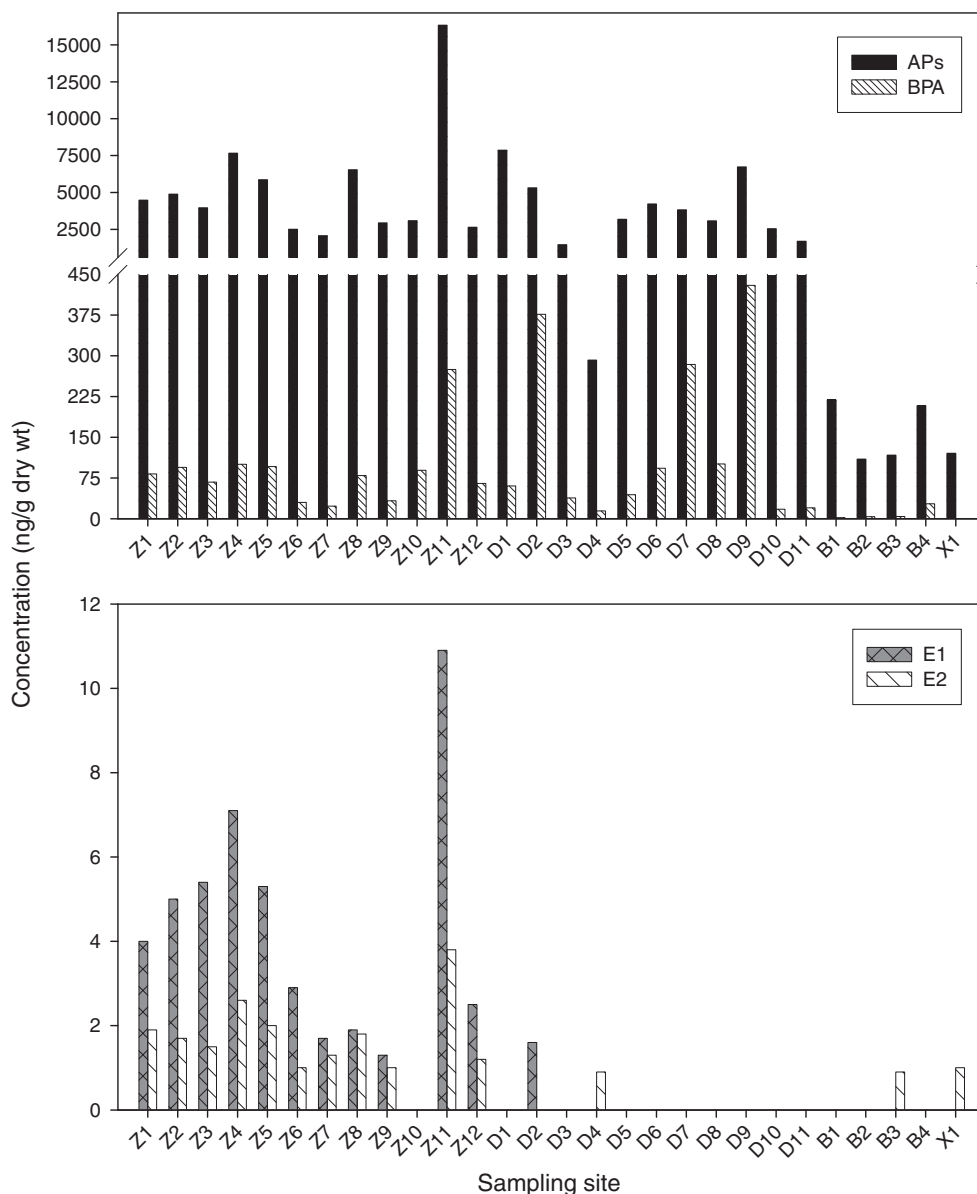 15000
12500
10000
7500
5000
2500
450
375
300
225
150
75
0
APs
BPA
Z1 Z2 Z3 Z4 Z5 Z6 Z7 Z8 Z9 Z10 Z11 Z12 D1 D2 D3 D4 D5 D6 D7 D8 D9 D10 D11 B1 B2 B3 B4 X1
Concentration (ng/g dry wt)
12
10
8
6
4
2
0
E1
E2
Z1 Z2 Z3 Z4 Z5 Z6 Z7 Z8 Z9 Z10 Z11 Z12 D1 D2 D3 D4 D5 D6 D7 D8 D9 D10 D11 B1 B2 B3 B4 X1
Sampling site